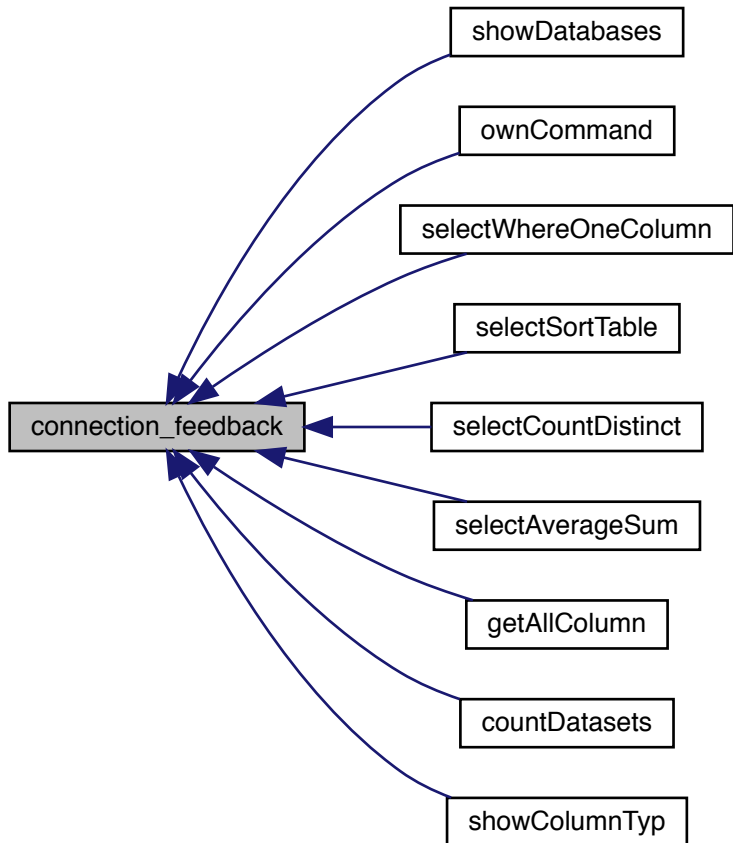 showDatabases
ownCommand
selectWhereOneColumn
selectSortTable
connection_feedback
selectCountDistinct
selectAverageSum
getAllColumn
countDatasets
showColumnTyp